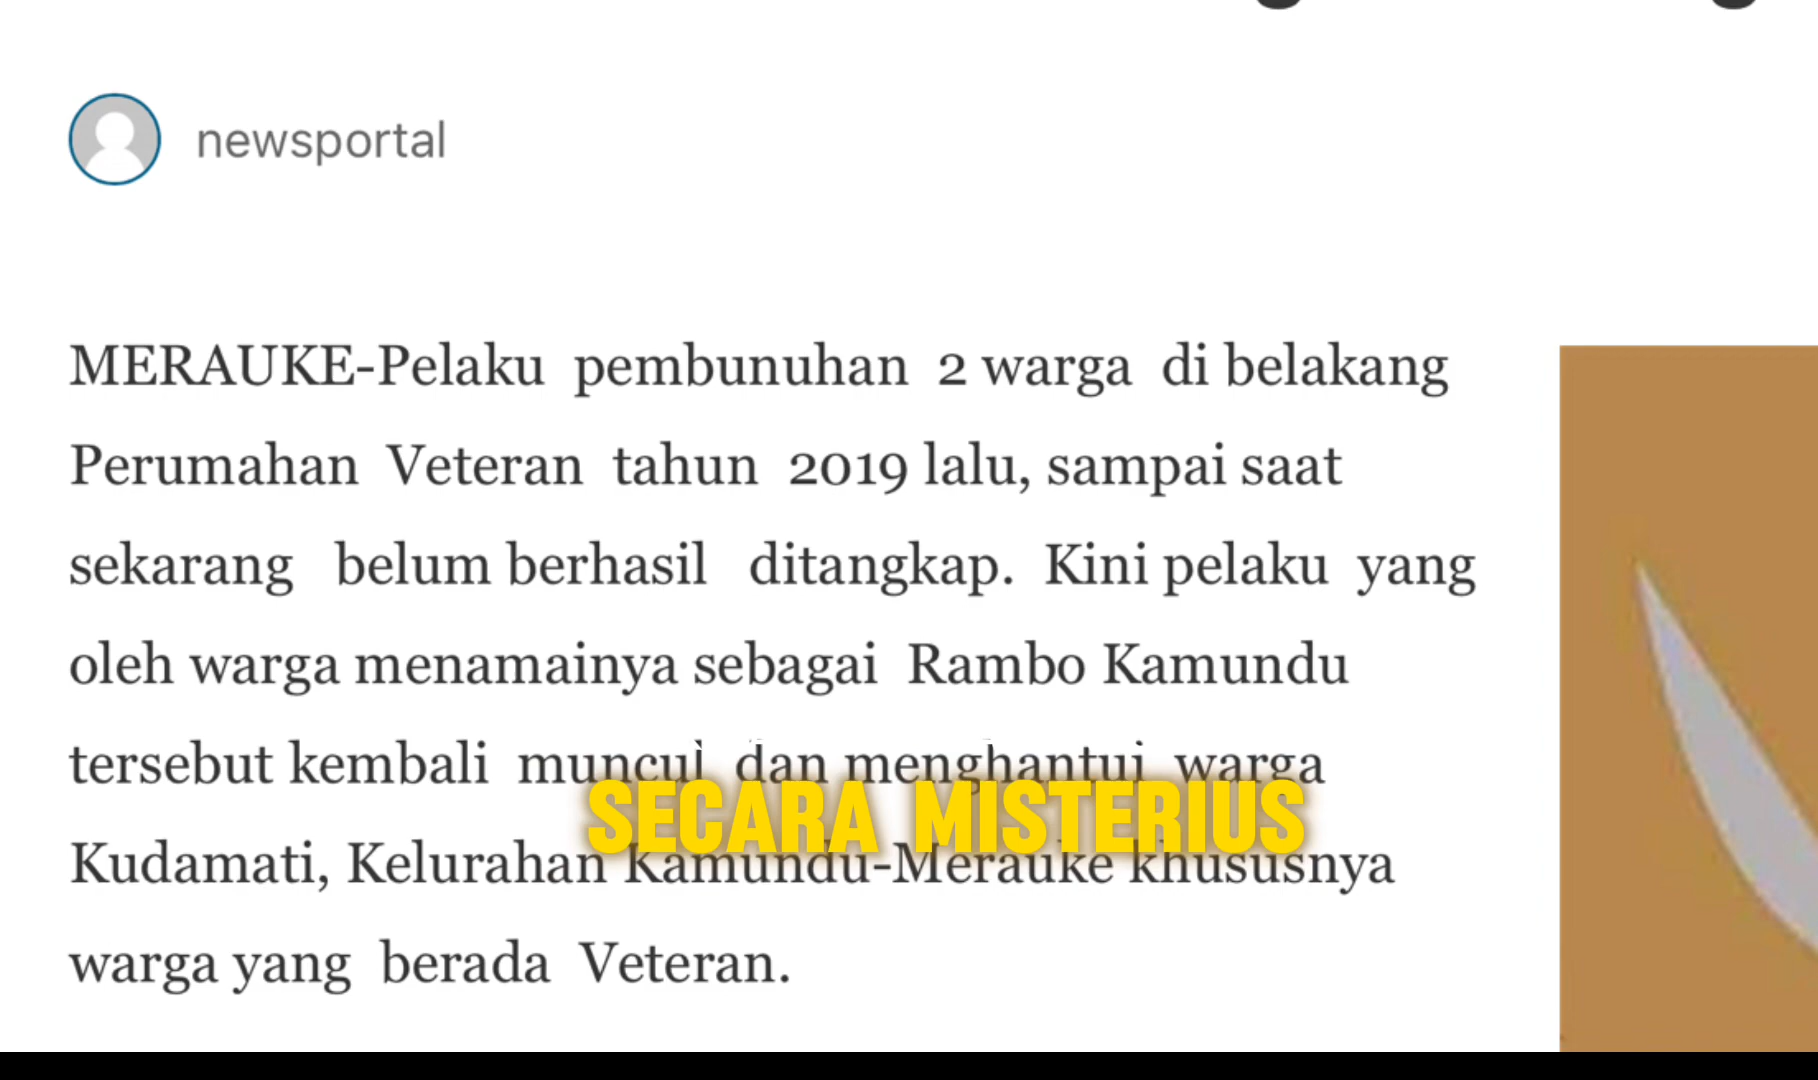 newsportal
MERAUKE-Pelaku pembunuhan 2 warga di belakang
Perumahan Veteran tahun 2019 lalu, sampai saat
sekarang belum berhasil ditangkap. Kini pelaku yang
oleh warga menamainya sebagai Rambo Kamundu
tersebut kembali muncul dan menghantui warga
SECARA MISTERIUS
Kudamati, Kelurahan Kamundu-Merauke khususnya
warga yang berada Veteran.